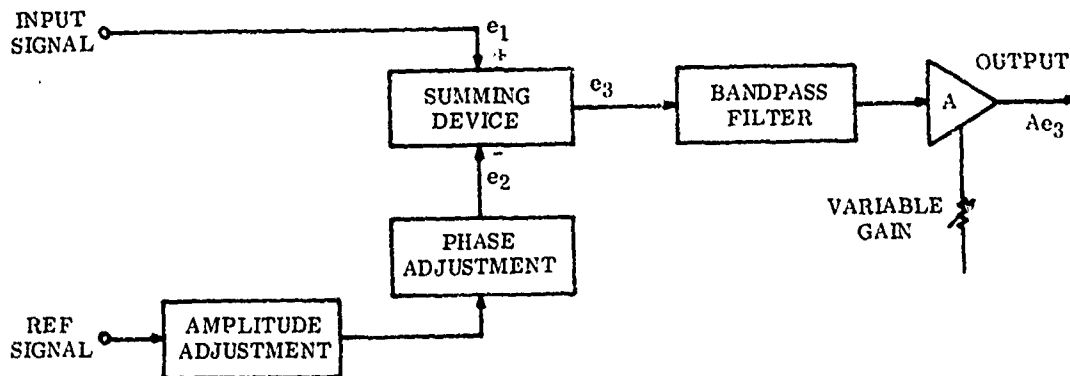 INPUT
SIGNAL
e1
+
SUMMING
DEVICE
-
e2
e3
BANDPASS
FILTER
A
OUTPUT
Ae3
VARIABLE
GAIN
PHASE
ADJUSTMENT
REF
SIGNAL
AMPLITUDE
ADJUSTMENT